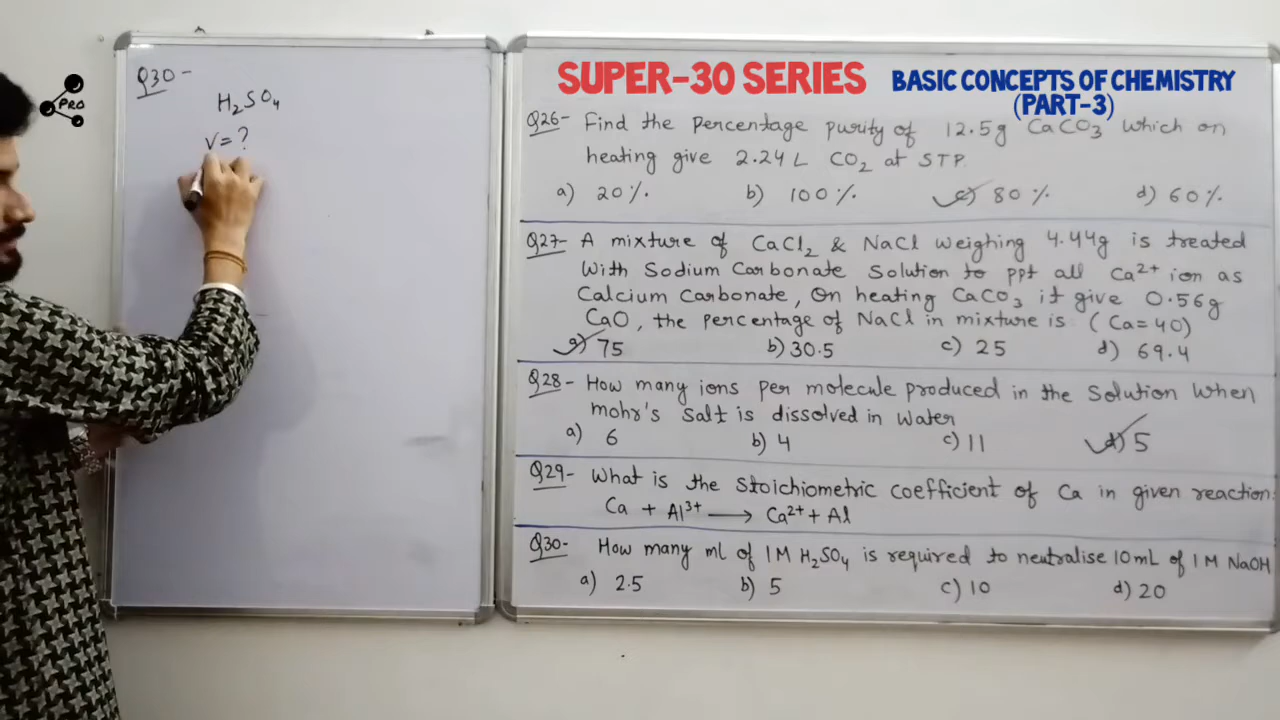 Q30-
H₂SO₄
V=?
PRO
SUPER-30 SERIES
BASIC CONCEPTS OF CHEMISTRY
(PART-3)
Q26- Find the percentage purity of 12.5g CaCO₃ which on
heating give 2.24 L CO₂ at STP.
a) 20%. b) 100%. c) 80%. d) 60%.
Q27- A mixture of CaCl₂ & NaCl weighing 4.44g is treated
with Sodium Carbonate solution to ppt all Ca²⁺ ion as
Calcium Carbonate, On heating CaCO₃ it give 0.56g
CaO, the percentage of NaCl in mixture is (Ca=40)
a) 75 b) 30.5 c) 25 d) 69.4
Q28- How many ions per molecule produced in the solution when
mohr's salt is dissolved in water
a) 6 b) 4 c) 11 d) 5
Q29- What is the stoichiometric coefficient of Ca in given reaction:
Ca + Al³⁺ → Ca²⁺ + Al
Q30- How many ml of 1M H₂SO₄ is required to neutralise 10mL of 1M NaOH
a) 2.5 b) 5 c) 10 d) 20